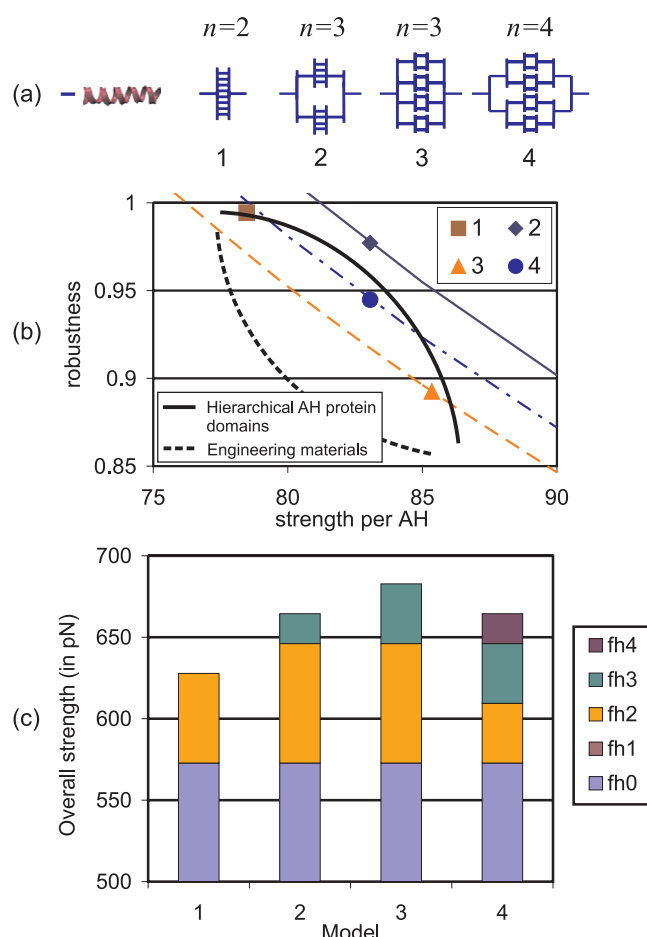 n=2 n=3 n=3 n=4
(a)
1 2 3 4
(b)
robustness
1
0.95
0.9
0.85
1 2
3 4
Hierarchical AH protein
domains
Engineering materials
75 80 85 90
strength per AH
(c)
Overall strength (in pN)
700
650
600
550
500
fh4
fh3
fh2
fh1
fh0
1 2 3 4
Model